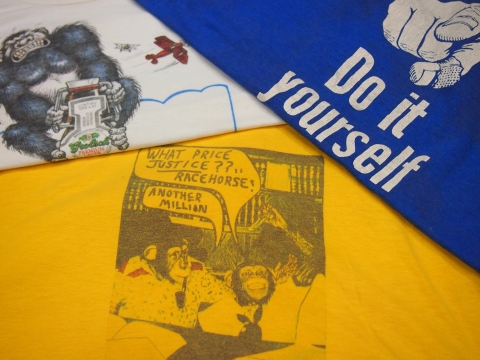 Do it
yourself
WHAT PRICE
JUSTICE??..
RACEHORSE!
ANOTHER
MILLION